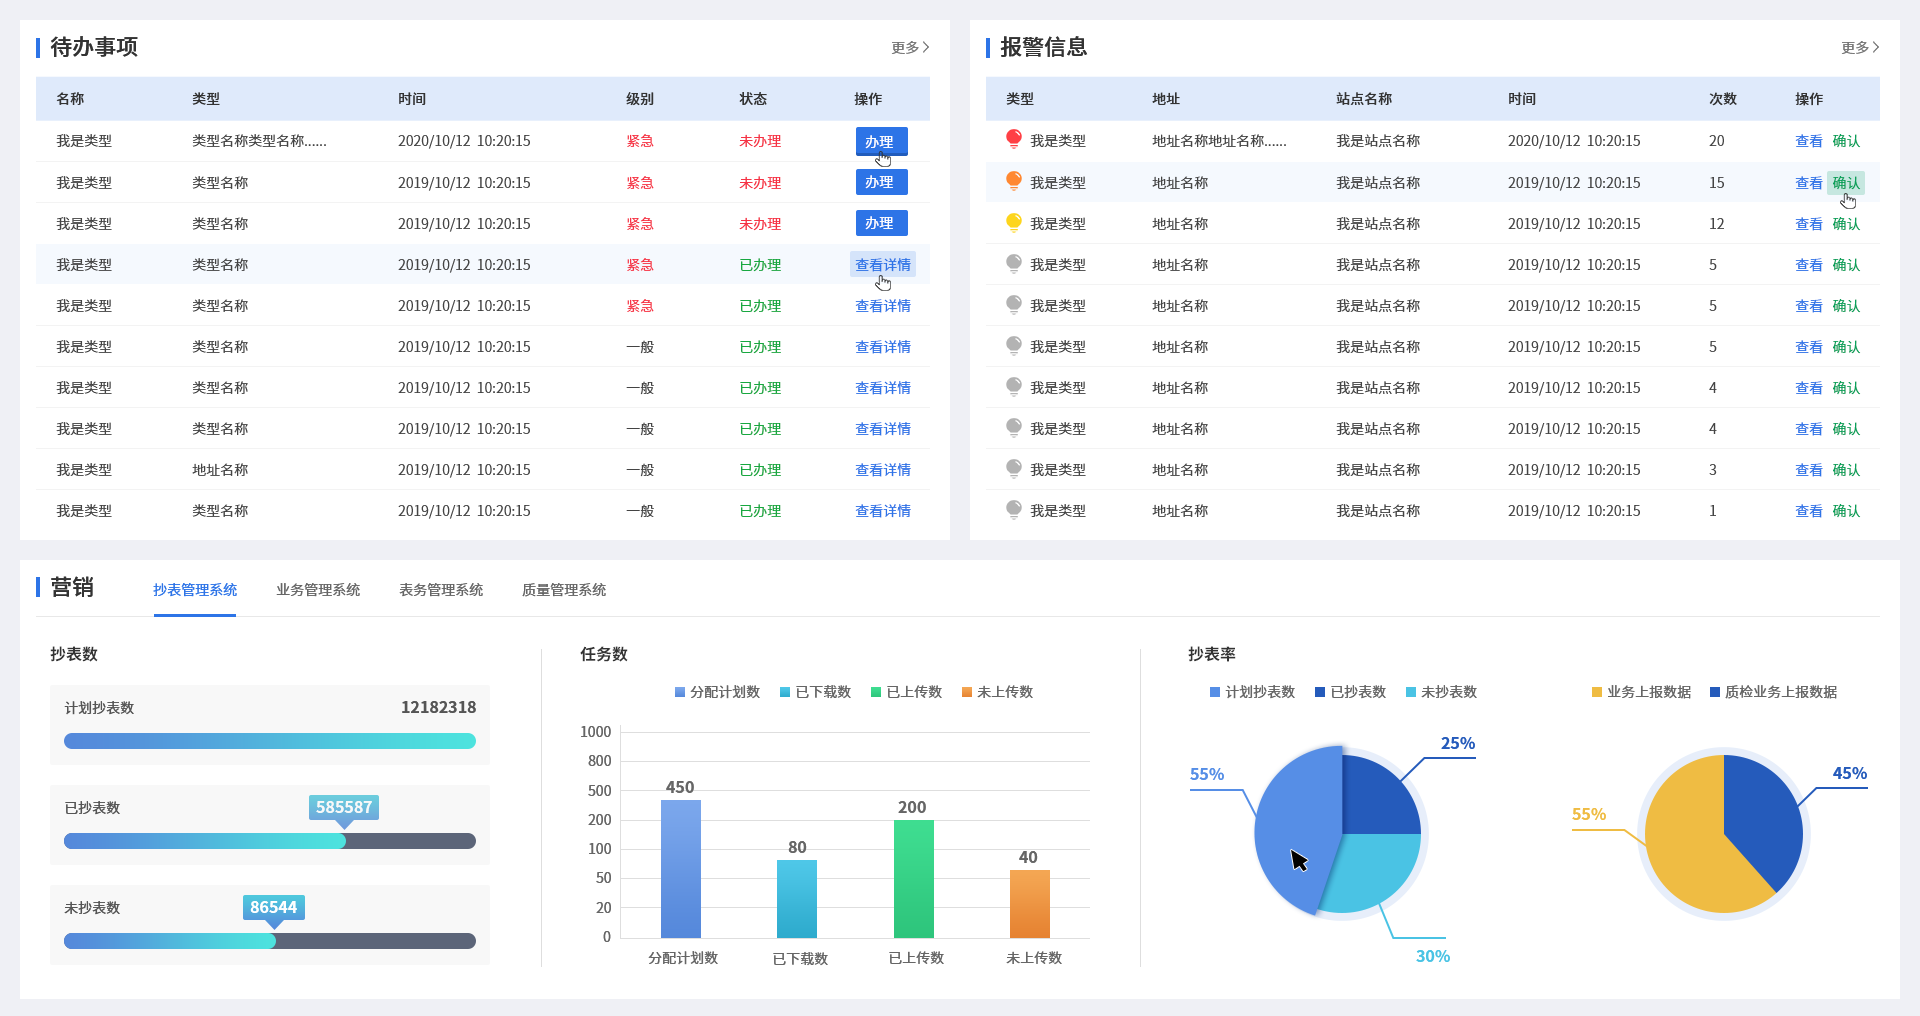 待办事项 更多
名称 类型 时间 级别 状态 操作
我是类型 类型名称类型名称...... 2020/10/12 10:20:15 紧急 未办理 办理
我是类型 类型名称 2019/10/12 10:20:15 紧急 未办理 办理
我是类型 类型名称 2019/10/12 10:20:15 紧急 未办理 办理
我是类型 类型名称 2019/10/12 10:20:15 紧急 已办理 查看详情
我是类型 类型名称 2019/10/12 10:20:15 紧急 已办理 查看详情
我是类型 类型名称 2019/10/12 10:20:15 一般 已办理 查看详情
我是类型 类型名称 2019/10/12 10:20:15 一般 已办理 查看详情
我是类型 类型名称 2019/10/12 10:20:15 一般 已办理 查看详情
我是类型 地址名称 2019/10/12 10:20:15 一般 已办理 查看详情
我是类型 类型名称 2019/10/12 10:20:15 一般 已办理 查看详情
报警信息 更多
类型 地址 站点名称 时间 次数 操作
我是类型 地址名称地址名称...... 我是站点名称 2020/10/12 10:20:15 20 查看 确认
我是类型 地址名称 我是站点名称 2019/10/12 10:20:15 15 查看 确认
我是类型 地址名称 我是站点名称 2019/10/12 10:20:15 12 查看 确认
我是类型 地址名称 我是站点名称 2019/10/12 10:20:15 5 查看 确认
我是类型 地址名称 我是站点名称 2019/10/12 10:20:15 5 查看 确认
我是类型 地址名称 我是站点名称 2019/10/12 10:20:15 5 查看 确认
我是类型 地址名称 我是站点名称 2019/10/12 10:20:15 4 查看 确认
我是类型 地址名称 我是站点名称 2019/10/12 10:20:15 4 查看 确认
我是类型 地址名称 我是站点名称 2019/10/12 10:20:15 3 查看 确认
我是类型 地址名称 我是站点名称 2019/10/12 10:20:15 1 查看 确认
营销 抄表管理系统 业务管理系统 表务管理系统 质量管理系统
抄表数
计划抄表数 12182318
已抄表数 585587
未抄表数 86544
任务数
分配计划数 已下载数 已上传数 未上传数
1000
800
500
200
100
50
20
0
450
80
200
40
分配计划数 已下载数 已上传数 未上传数
抄表率
计划抄表数 已抄表数 未抄表数
25%
55%
30%
业务上报数据 质检业务上报数据
45%
55%